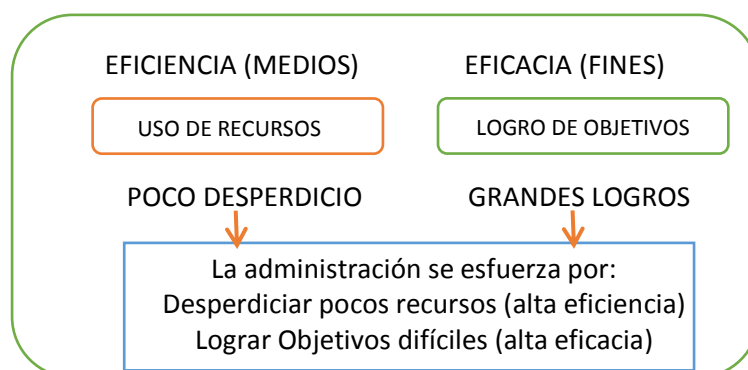 EFICIENCIA (MEDIOS)
EFICACIA (FINES)
USO DE RECURSOS
LOGRO DE OBJETIVOS
POCO DESPERDICIO
GRANDES LOGROS
La administración se esfuerza por:
Desperdiciar pocos recursos (alta eficiencia)
Lograr Objetivos difíciles (alta eficacia)